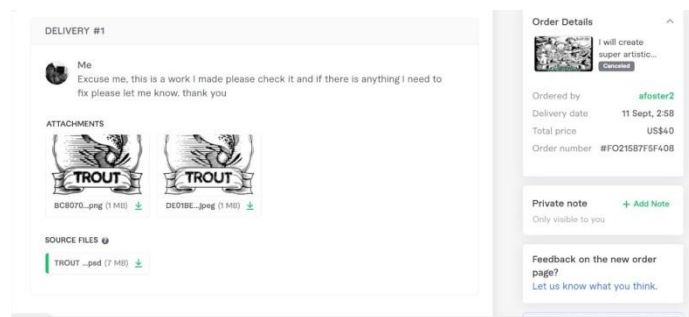 DELIVERY #1
Me
Excuse me, this is a work I made please check it and if there is anything I need to
fix please let me know. thank you
ATTACHMENTS
TROUT
TROUT
BC8070...png (1 MB)
DE01BE...jpeg (1 MB)
SOURCE FILES
TROUT ...psd (7 MB)
Order Details
I will create
super artistic...
Canceled
Ordered by afoster2
Delivery date 11 Sept, 2:58
Total price US$40
Order number #FO21587F5F408
Private note + Add Note
Only visible to you
Feedback on the new order
page?
Let us know what you think.